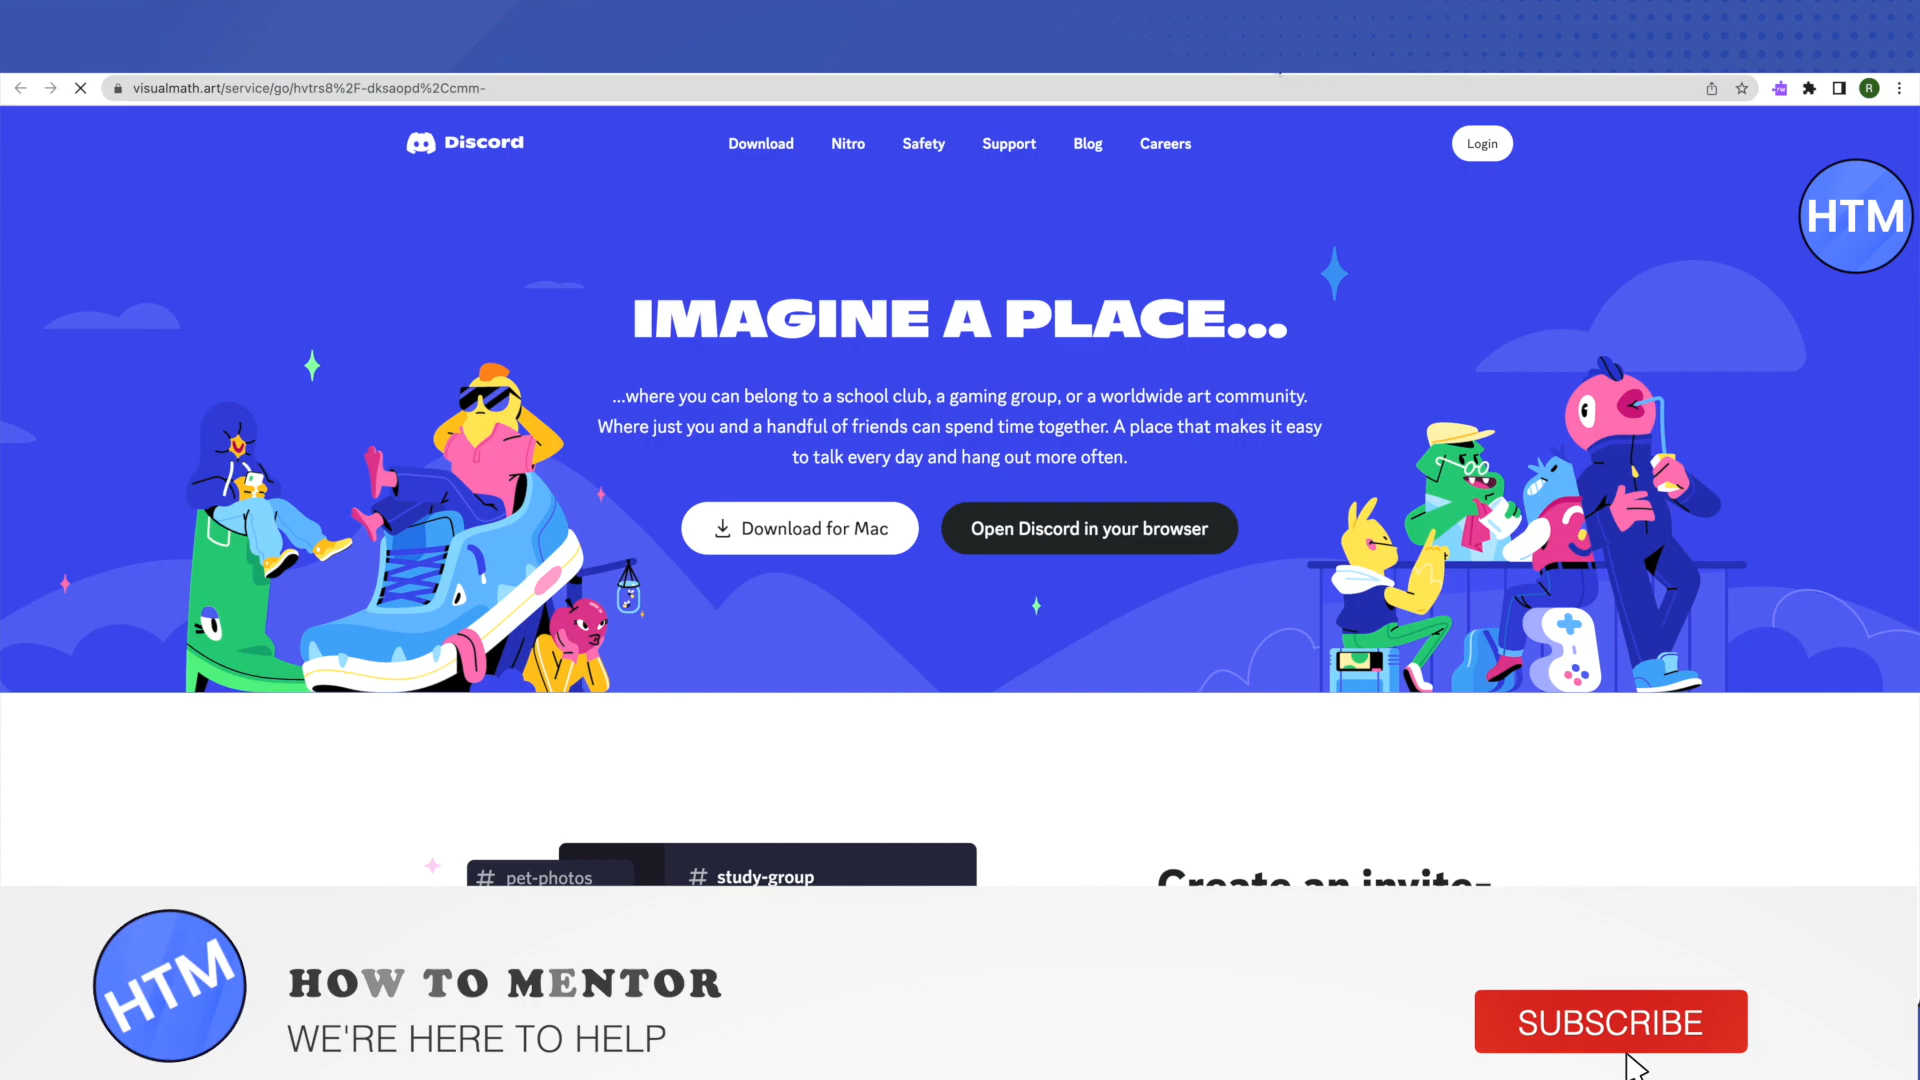 visualmath.art/service/go/hvtrs8%2F-dksaopd%2Ccmm-
R
Discord
Download
Nitro
Safety
Support
Blog
Careers
Login
HTM
IMAGINE A PLACE...
...where you can belong to a school club, a gaming group, or a worldwide art community.
Where just you and a handful of friends can spend time together. A place that makes it easy
to talk every day and hang out more often.
Download for Mac
Open Discord in your browser
# pet-photos
# study-group
Create an invite-
HTM
HOW TO MENTOR
WE'RE HERE TO HELP
SUBSCRIBE